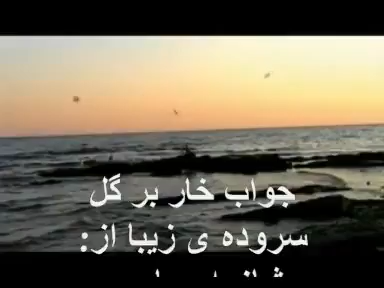 جواب خار بر گل
سروده ی زیبا از: